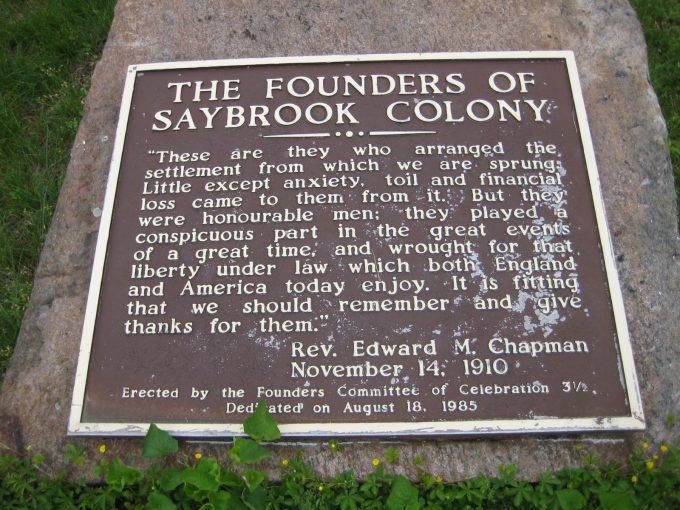 THE FOUNDERS OF
SAYBROOK COLONY
"These are they who arranged the
settlement from which we are sprung;
Little except anxiety, toil and financial
loss came to them from it. But they
were honourable men; they played a
conspicuous part in the great events
of a great time, and wrought for that
liberty under law which both England
and America today enjoy. It is fitting
that we should remember and give
thanks for them."
Rev. Edward M. Chapman
November 14, 1910
Erected by the Founders Committee of Celebration 3½
Dedicated on August 18, 1985